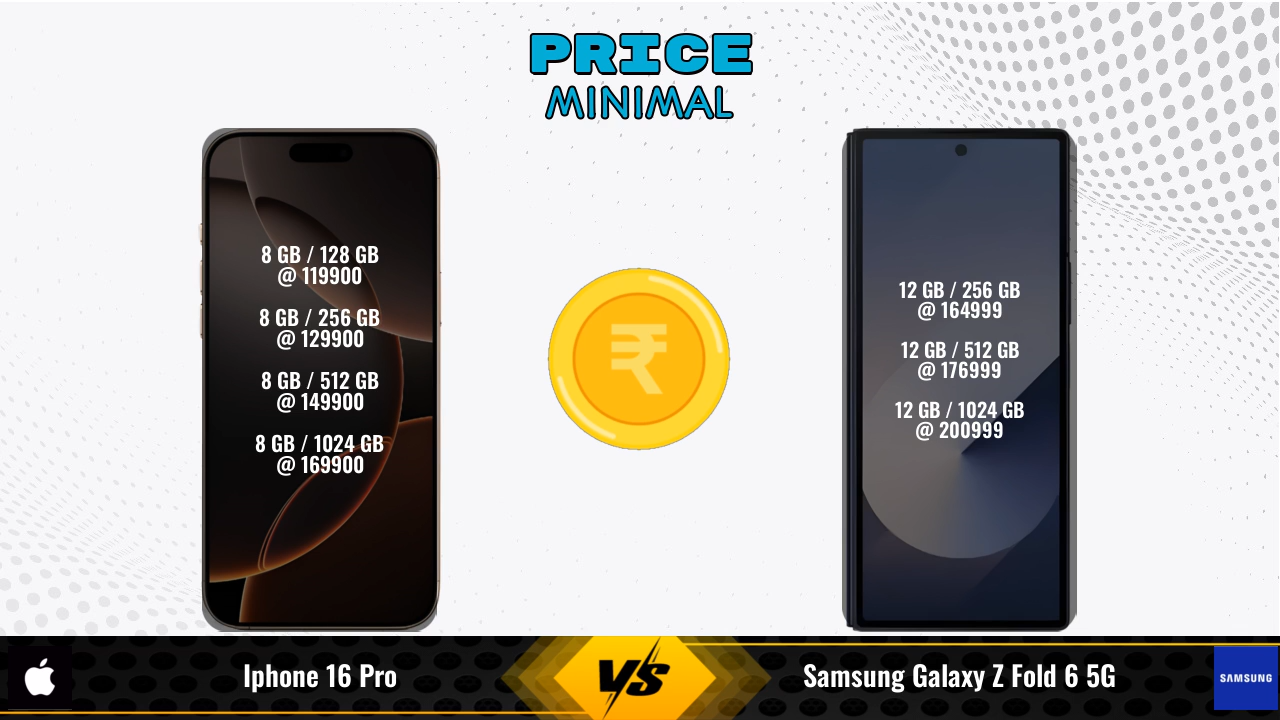 PRICE
MINIMAL
8 GB / 128 GB
@ 119900
8 GB / 256 GB
@ 129900
8 GB / 512 GB
@ 149900
8 GB / 1024 GB
@ 169900
₹
12 GB / 256 GB
@ 164999
12 GB / 512 GB
@ 176999
12 GB / 1024 GB
@ 200999
Iphone 16 Pro
VS
Samsung Galaxy Z Fold 6 5G
SAMSUNG